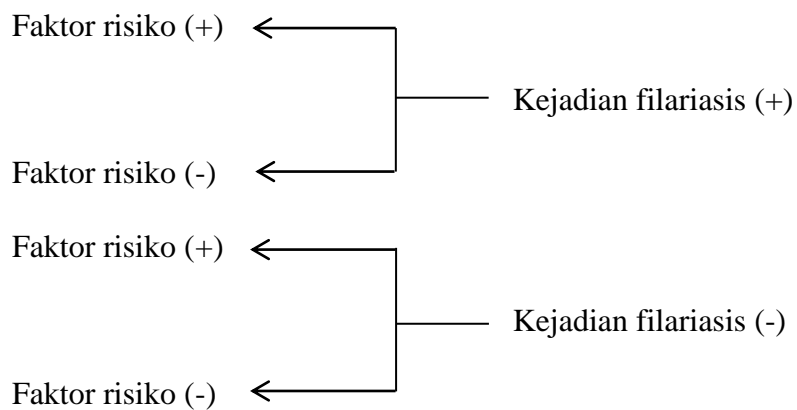 Faktor risiko (+)
Kejadian filariasis (+)
Faktor risiko (-)
Faktor risiko (+)
Kejadian filariasis (-)
Faktor risiko (-)